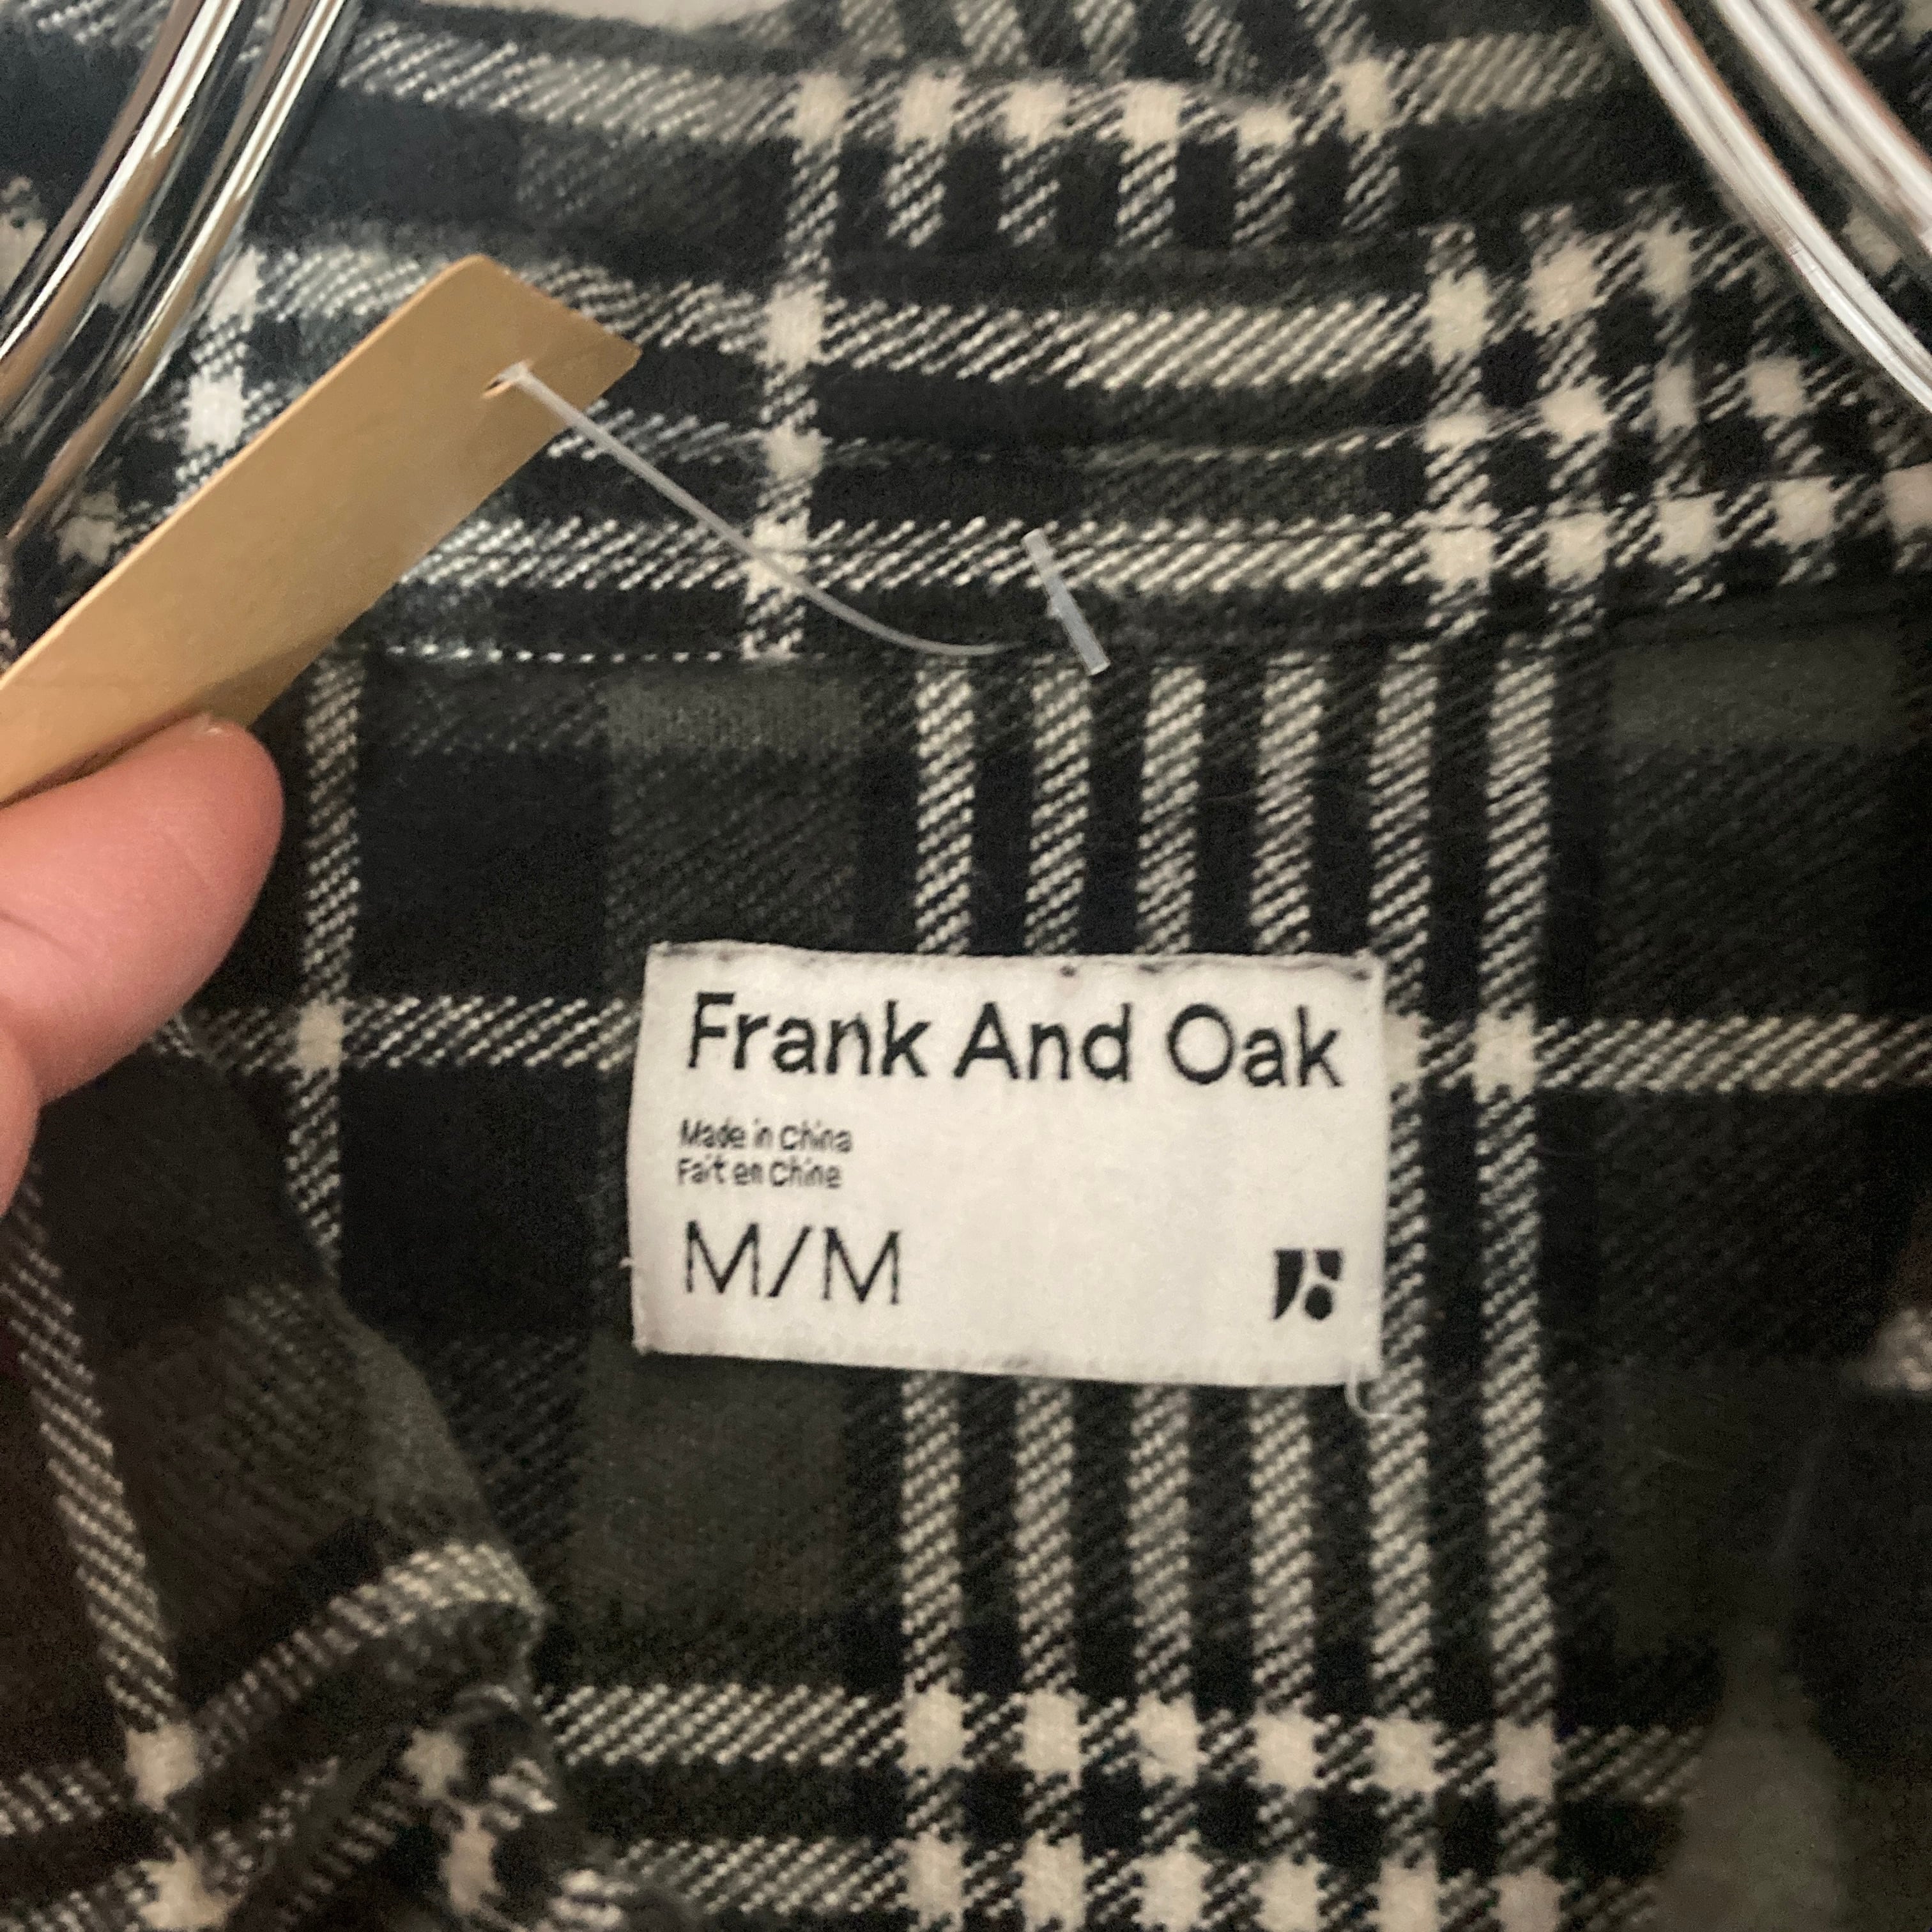 Frank And Oak
Made in China
Fait en Chine
M/M